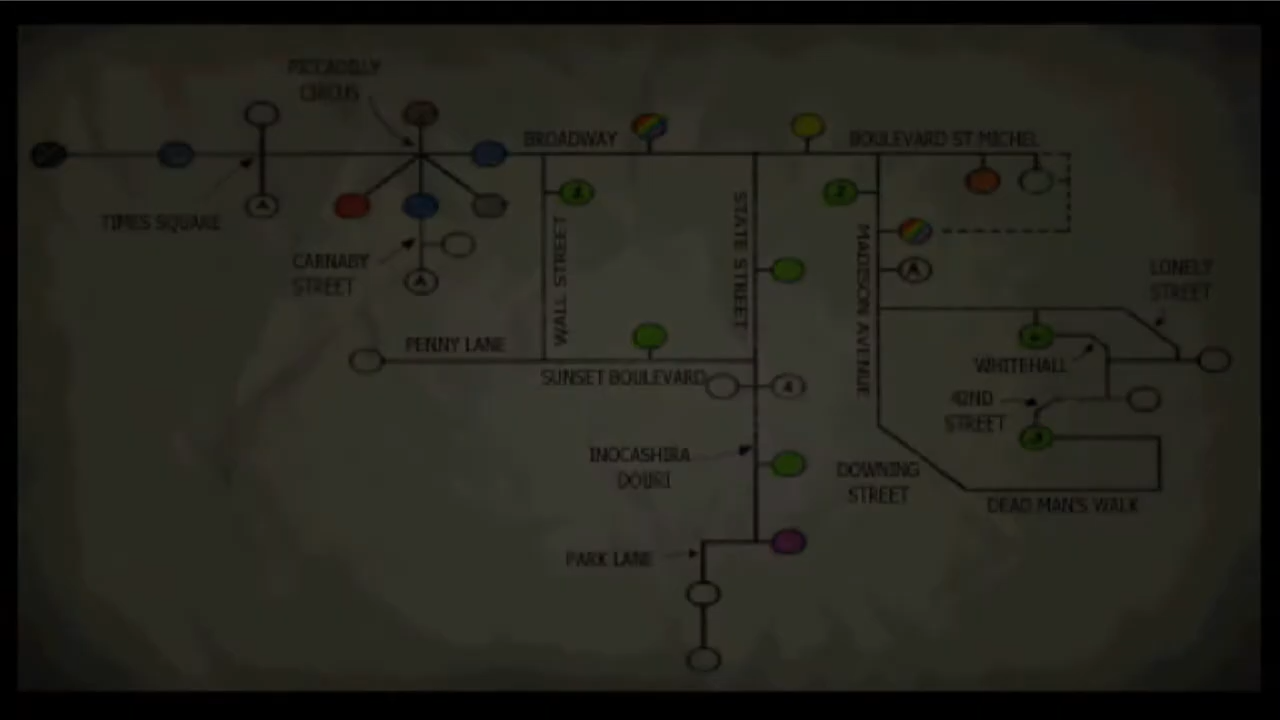 PICCADILLY
CIRCUS
BROADWAY
BOULEVARD ST MICHEL
TIMES SQUARE
A
CARNABY
STREET
A
WALL STREET
STATE STREET
MADISON AVENUE
A
LONELY
STREET
PENNY LANE
SUNSET BOULEVARD
4
WHITEHALL
42ND
STREET
INOCASHIRA
DOURI
DOWNING
STREET
DEAD MAN'S WALK
PARK LANE